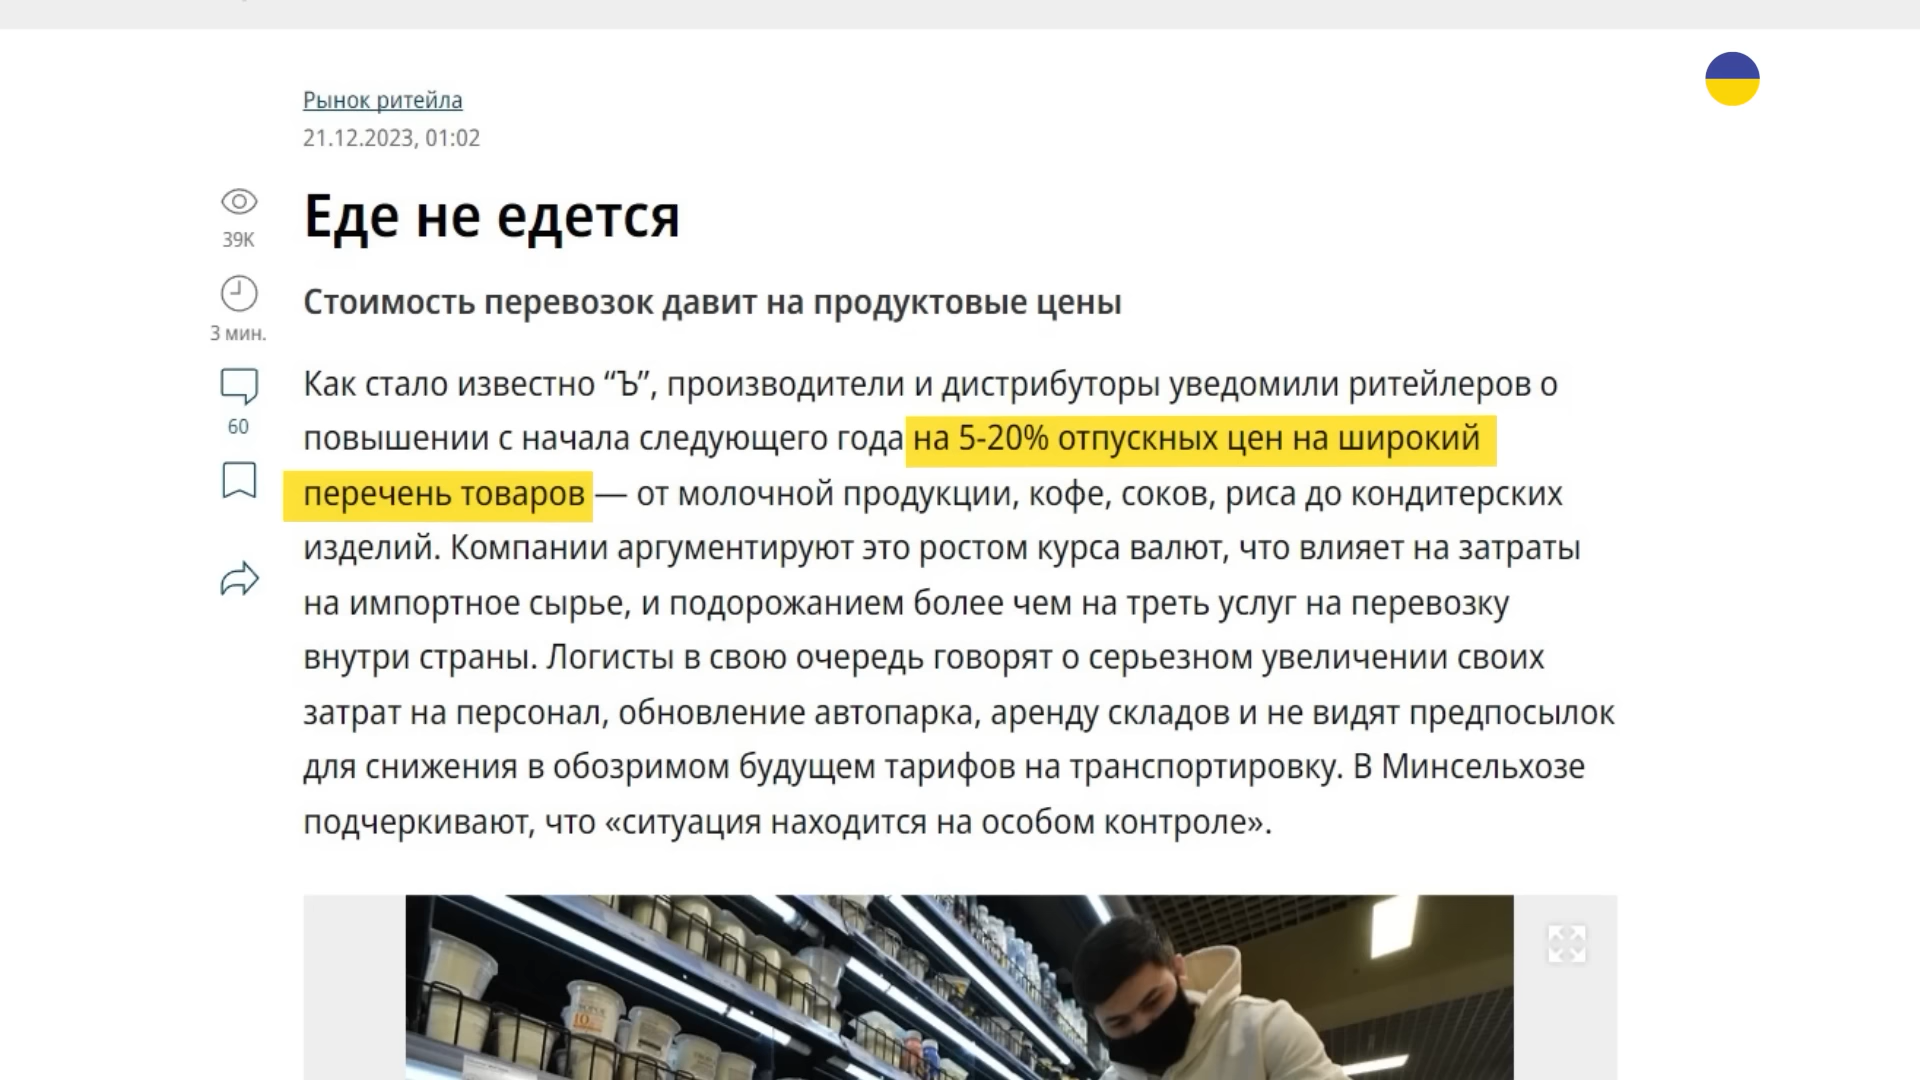 Рынок ритейла
21.12.2023, 01:02
39K
Еде не едется
3 мин.
Стоимость перевозок давит на продуктовые цены
60
Как стало известно “Ъ”, производители и дистрибуторы уведомили ритейлеров о
повышении с начала следующего года на 5-20% отпускных цен на широкий
перечень товаров — от молочной продукции, кофе, соков, риса до кондитерских
изделий. Компании аргументируют это ростом курса валют, что влияет на затраты
на импортное сырье, и подорожанием более чем на треть услуг на перевозку
внутри страны. Логисты в свою очередь говорят о серьезном увеличении своих
затрат на персонал, обновление автопарка, аренду складов и не видят предпосылок
для снижения в обозримом будущем тарифов на транспортировку. В Минсельхозе
подчеркивают, что «ситуация находится на особом контроле».